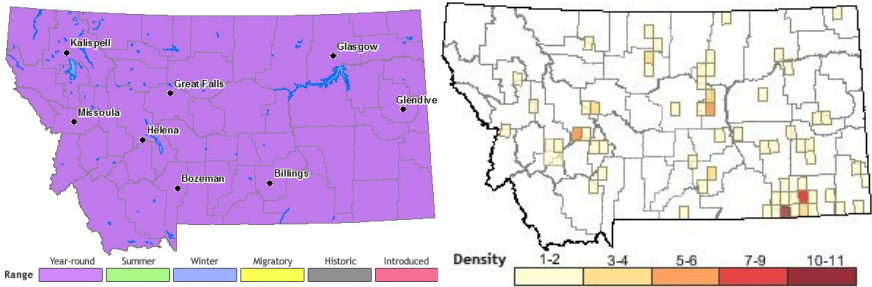 Kalispell
Glasgow
Great Falls
Glendive
Missoula
Helena
Bozeman
Billings
Year-round Summer Winter Migratory Historic Introduced
Range
Density
1-2 3-4 5-6 7-9 10-11